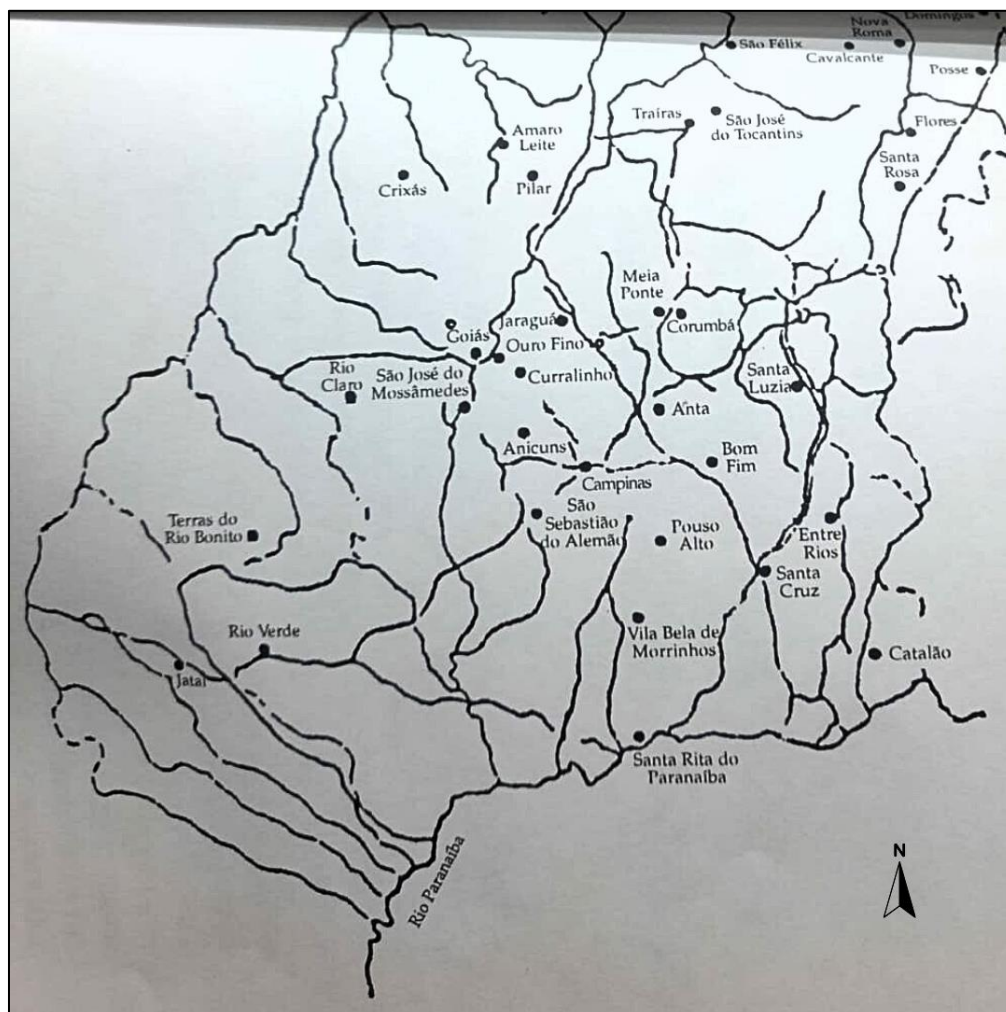 Nova
Roma
Domingos
São Félix
Cavalcante
Posse
Traíras
São José
do Tocantins
Flores
Amaro
Leite
Crixás
Pilar
Santa
Rosa
Meia
Ponte
Corumbá
Jaraguá
Goiás
Ouro Fino
Rio
Claro
São José do
Mossâmedes
Curralinho
Santa
Luzia
Anta
Anicuns
Bom
Fim
Campinas
Terras do
Rio Bonito
São
Sebastião
do Alemão
Pouso
Alto
Entre
Rios
Santa
Cruz
Rio Verde
Vila Bela de
Morrinhos
Catalão
Jataí
Santa Rita do
Paranaíba
Rio Paranaíba
N